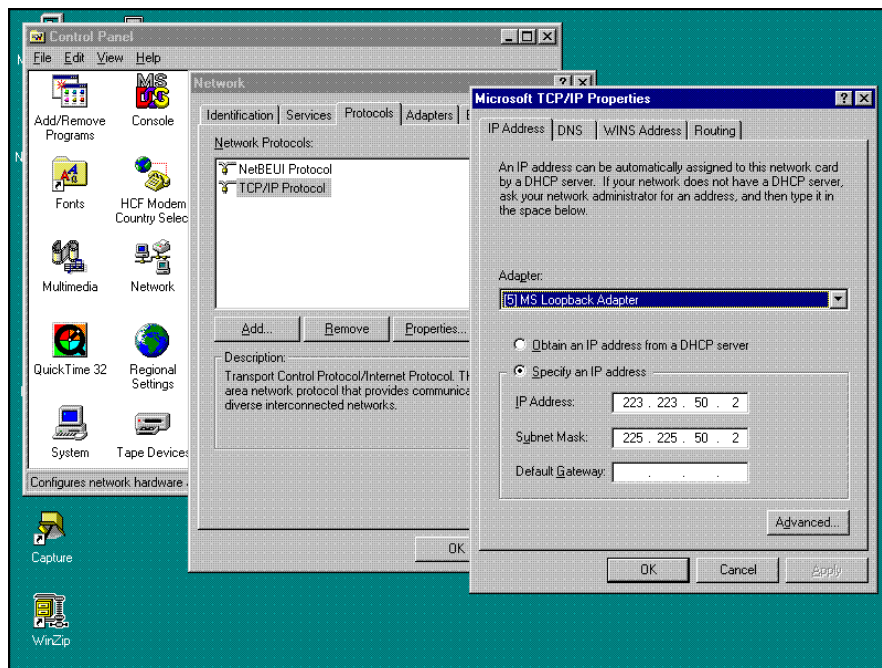 Control Panel
File Edit View Help
Add/Remove
Programs
Console
Fonts
HCF Modem
Country Selec
Multimedia
Network
QuickTime 32
Regional
Settings
System
Tape Devices
Configures network hardware
Capture
WinZip
Network
Identification Services Protocols Adapters
Network Protocols:
NetBEUI Protocol
TCP/IP Protocol
Add... Remove Properties...
Description:
Transport Control Protocol/Internet Protocol. Th
area network protocol that provides communica
diverse interconnected networks.
OK
Microsoft TCP/IP Properties
IP Address DNS WINS Address Routing
An IP address can be automatically assigned to this network card
by a DHCP server. If your network does not have a DHCP server,
ask your network administrator for an address, and then type it in
the space below.
Adapter:
[5] MS Loopback Adapter
Obtain an IP address from a DHCP server
Specify an IP address
IP Address: 223 . 223 . 50 . 2
Subnet Mask: 225 . 225 . 50 . 2
Default Gateway: . . .
Advanced...
OK Cancel Apply